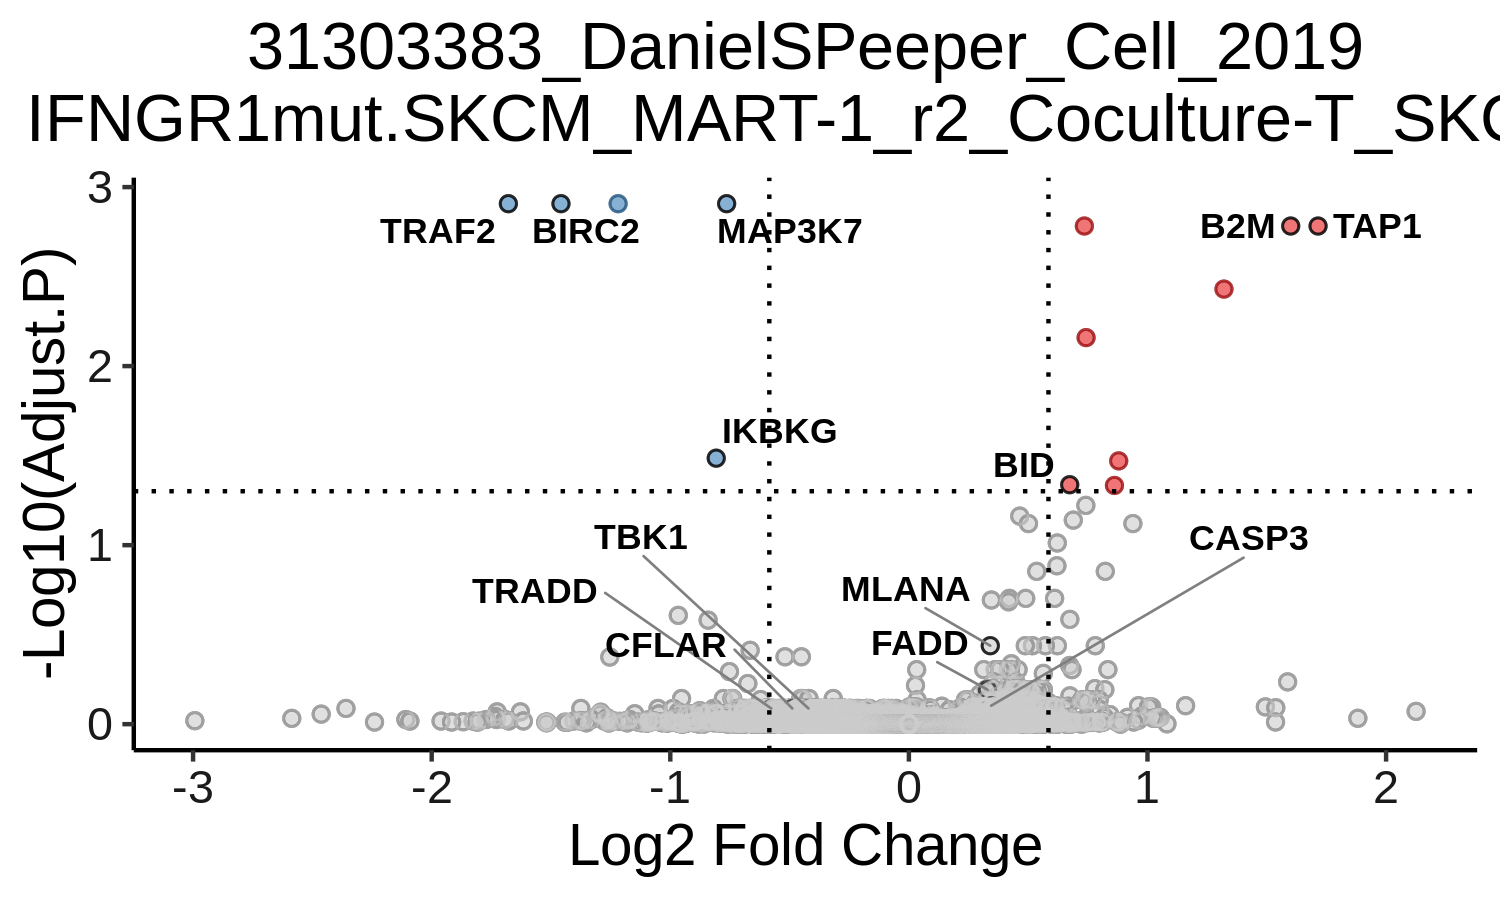 31303383_DanielSPeeper_Cell_2019
IFNGR1mut.SKCM_MART-1_r2_Coculture-T_SKC
-Log10(Adjust.P)
3
2
1
0
TRAF2
BIRC2
MAP3K7
B2M
TAP1
IKBKG
BID
TBK1
CASP3
TRADD
MLANA
CFLAR
FADD
-3
-2
-1
0
1
2
Log2 Fold Change